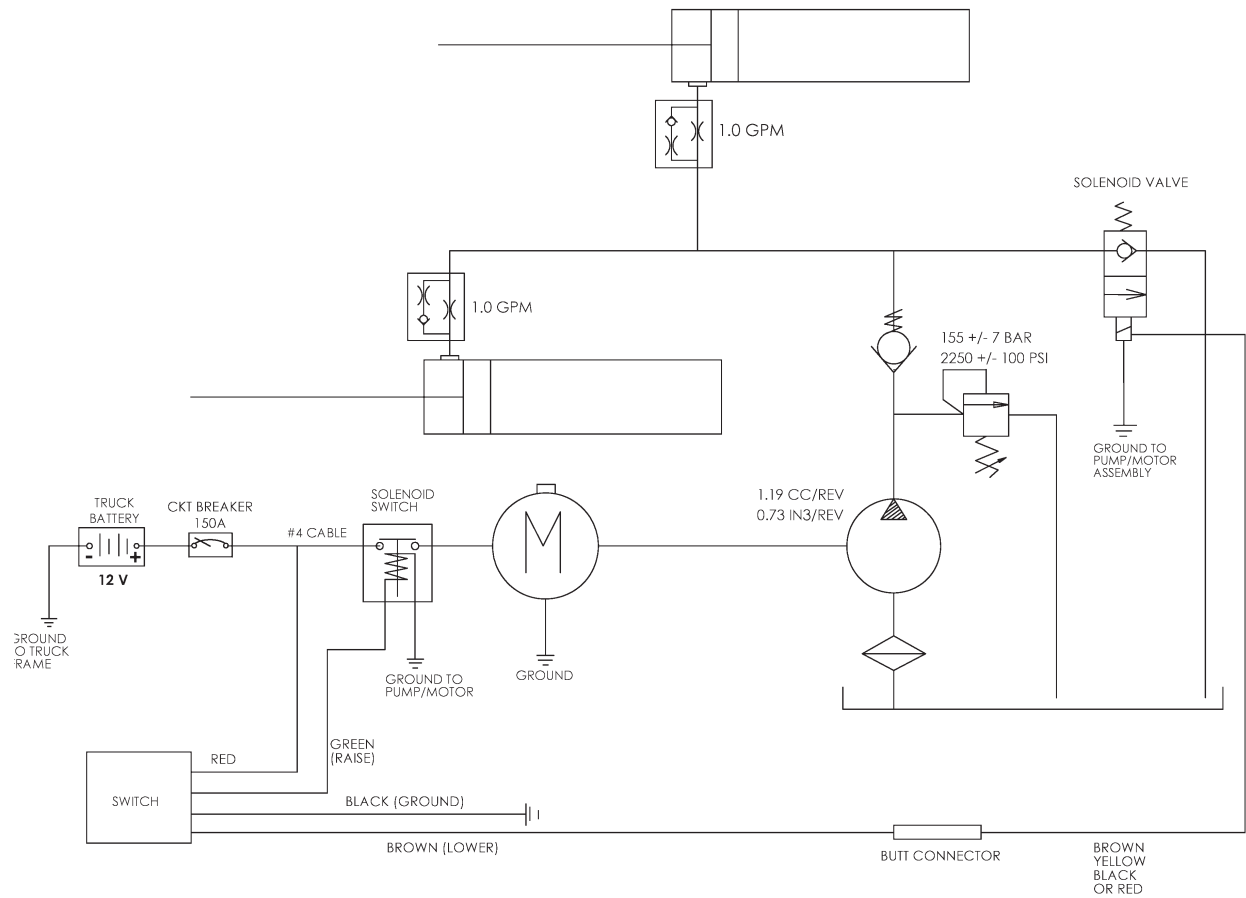 1.0 GPM
SOLENOID VALVE
1.0 GPM
155 +/- 7 BAR
2250 +/- 100 PSI
GROUND TO
PUMP/MOTOR
ASSEMBLY
1.19 CC/REV
0.73 IN3/REV
TRUCK
BATTERY
- +
12 V
CKT BREAKER
150A
#4 CABLE
SOLENOID
SWITCH
M
GROUND
O TRUCK
RAME
GROUND TO
PUMP/MOTOR
GROUND
RED
GREEN
(RAISE)
SWITCH
BLACK (GROUND)
BROWN (LOWER)
BUTT CONNECTOR
BROWN
YELLOW
BLACK
OR RED